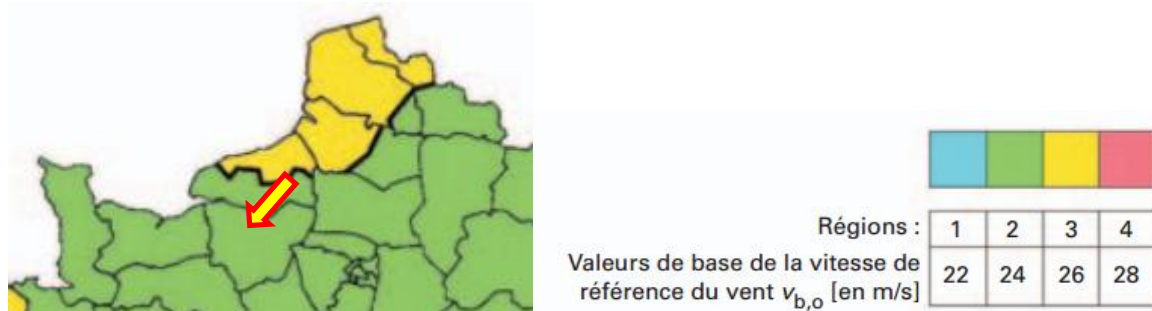 Régions : 1 2 3 4
Valeurs de base de la vitesse de
référence du vent v_b,o [en m/s] 22 24 26 28